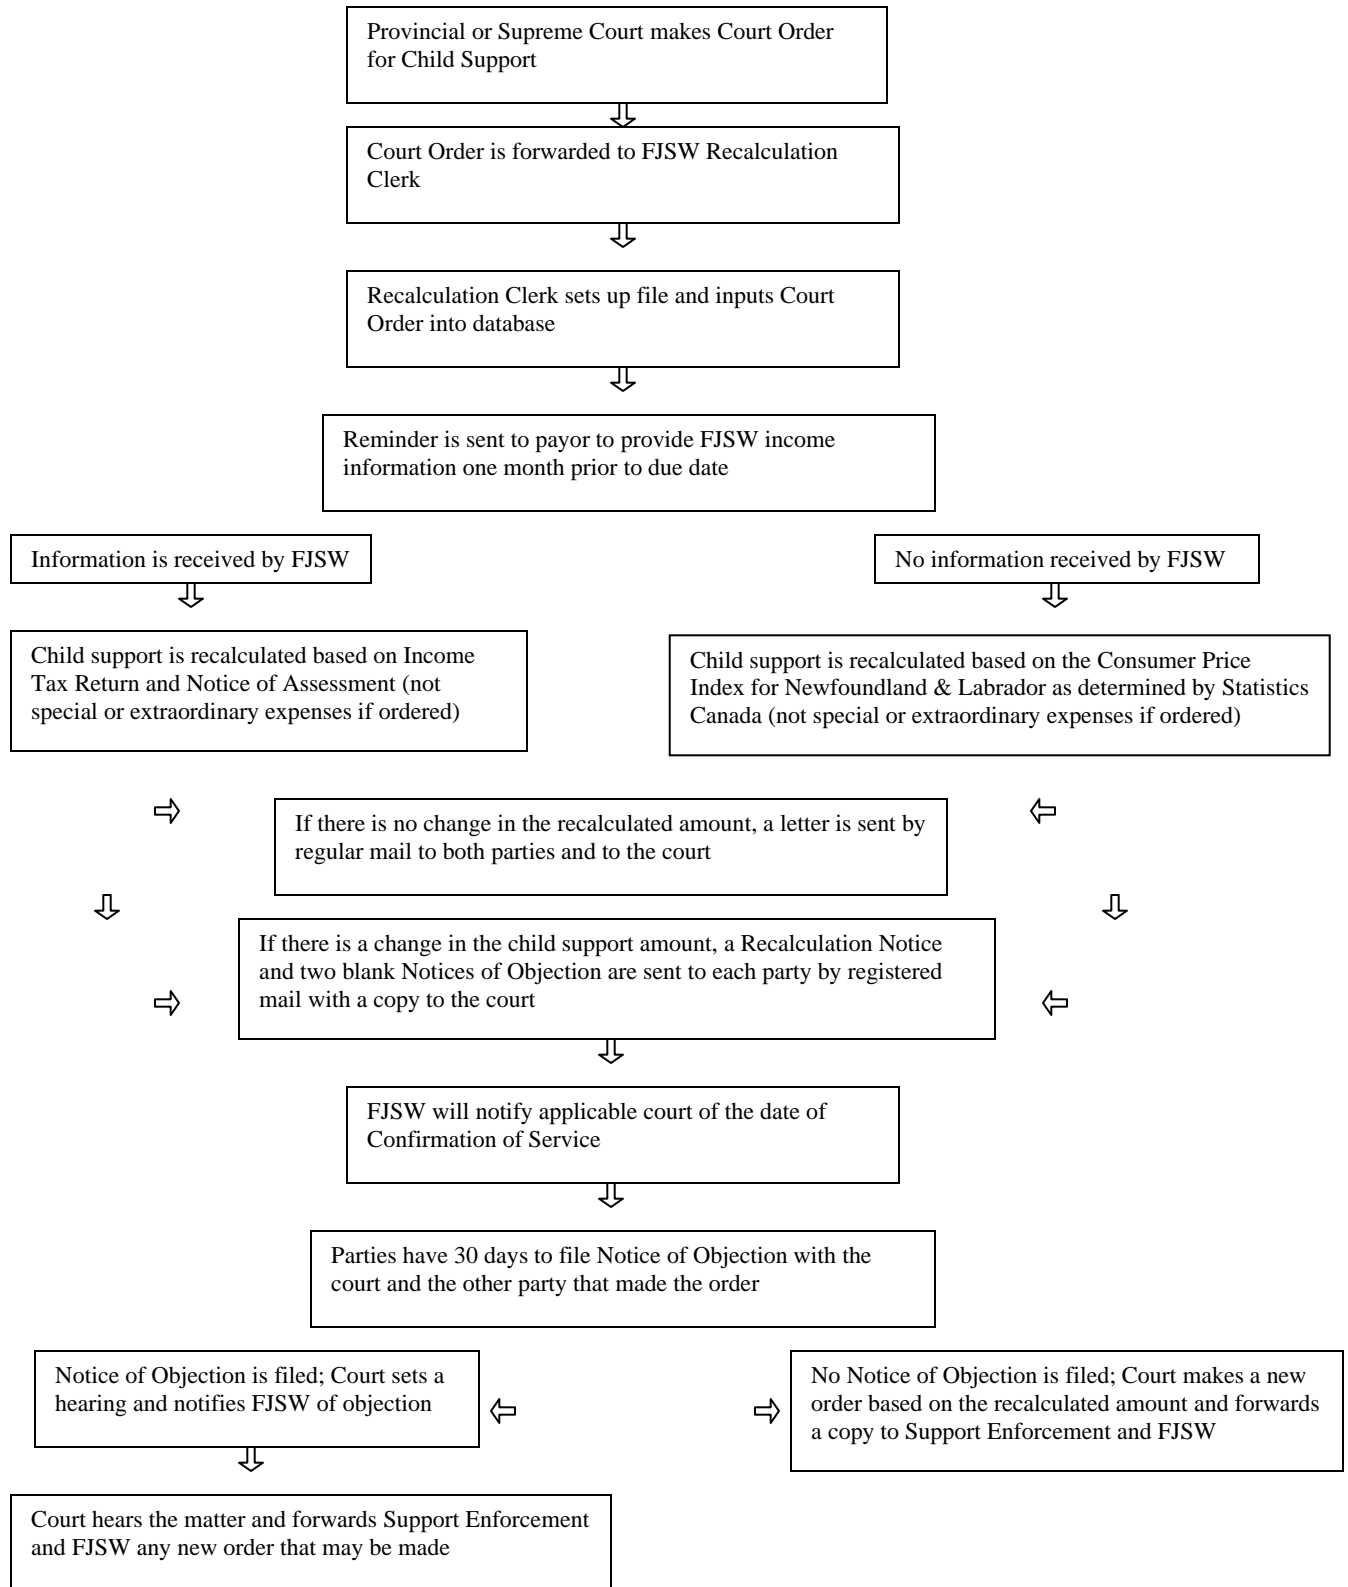 Provincial or Supreme Court makes Court Order
for Child Support
Court Order is forwarded to FJSW Recalculation
Clerk
Recalculation Clerk sets up file and inputs Court
Order into database
Reminder is sent to payor to provide FJSW income
information one month prior to due date
Information is received by FJSW
No information received by FJSW
Child support is recalculated based on Income
Tax Return and Notice of Assessment (not
special or extraordinary expenses if ordered)
Child support is recalculated based on the Consumer Price
Index for Newfoundland & Labrador as determined by Statistics
Canada (not special or extraordinary expenses if ordered)
If there is no change in the recalculated amount, a letter is sent by
regular mail to both parties and to the court
If there is a change in the child support amount, a Recalculation Notice
and two blank Notices of Objection are sent to each party by registered
mail with a copy to the court
FJSW will notify applicable court of the date of
Confirmation of Service
Parties have 30 days to file Notice of Objection with the
court and the other party that made the order
Notice of Objection is filed; Court sets a
hearing and notifies FJSW of objection
No Notice of Objection is filed; Court makes a new
order based on the recalculated amount and forwards
a copy to Support Enforcement and FJSW
Court hears the matter and forwards Support Enforcement
and FJSW any new order that may be made